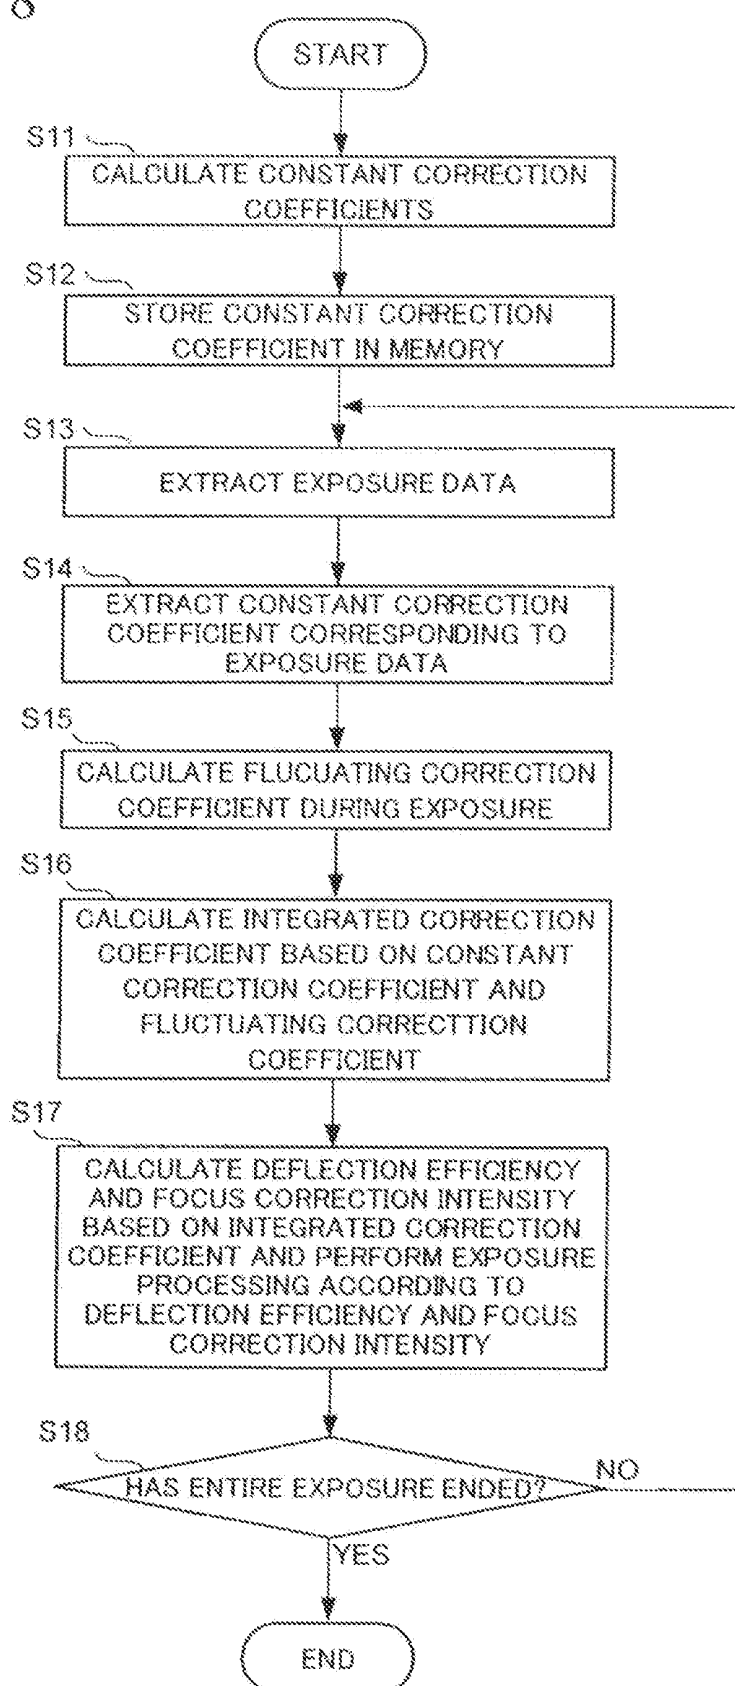 8
START
S11
CALCULATE CONSTANT CORRECTION
COEFFICIENTS
S12
STORE CONSTANT CORRECTION
COEFFICIENT IN MEMORY
S13
EXTRACT EXPOSURE DATA
S14
EXTRACT CONSTANT CORRECTION
COEFFICIENT CORRESPONDING TO
EXPOSURE DATA
S15
CALCULATE FLUCUATING CORRECTION
COEFFICIENT DURING EXPOSURE
S16
CALCULATE INTEGRATED CORRECTION
COEFFICIENT BASED ON CONSTANT
CORRECTION COEFFICIENT AND
FLUCTUATING CORRECTTION
COEFFICIENT
S17
CALCULATE DEFLECTION EFFICIENCY
AND FOCUS CORRECTION INTENSITY
BASED ON INTEGRATED CORRECTION
COEFFICIENT AND PERFORM EXPOSURE
PROCESSING ACCORDING TO
DEFLECTION EFFICIENCY AND FOCUS
CORRECTION INTENSITY
S18
HAS ENTIRE EXPOSURE ENDED?
NO
YES
END